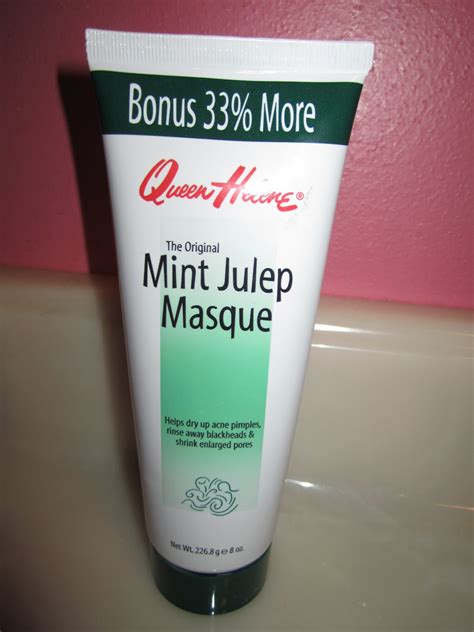 Bonus 33% More
Queen Helene®
The Original
Mint Julep
Masque
Helps dry up acne pimples,
rinse away blackheads &
shrink enlarged pores
Net Wt. 226.8 g e 8 oz.